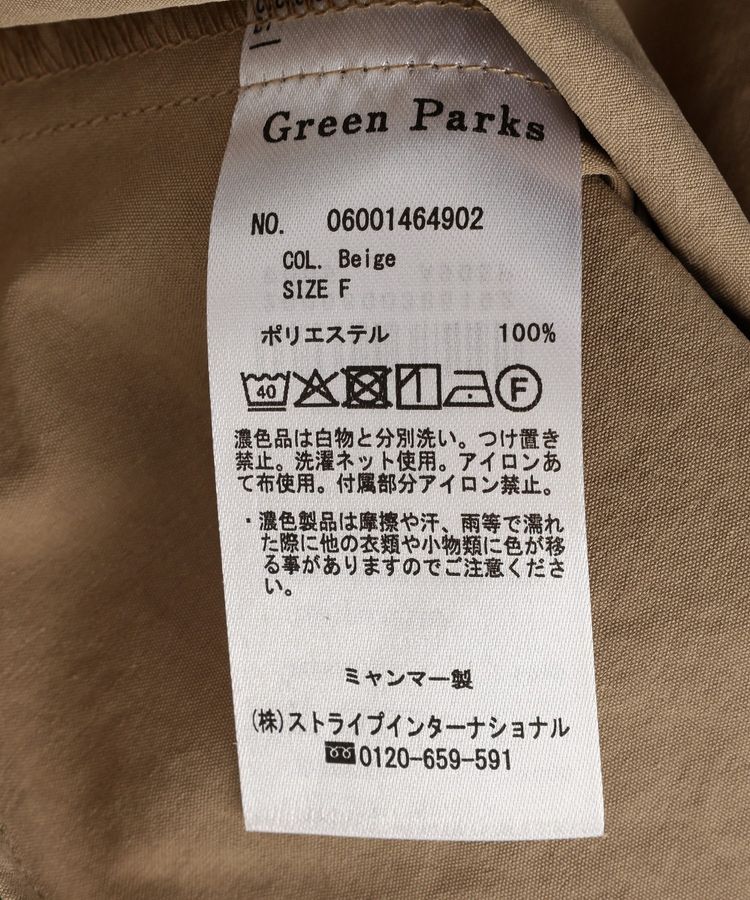 Green Parks
NO. 06001464902
COL. Beige
SIZE F
ポリエステル 100%
40 F
濃色品は白物と分別洗い。つけ置き
禁止。洗濯ネット使用。アイロンあ
て布使用。付属部分アイロン禁止。
・濃色製品は摩擦や汗、雨等で濡れ
た際に他の衣類や小物類に色が移
る事がありますのでご注意くださ
い。
ミャンマー製
(株)ストライプインターナショナル
0120-659-591